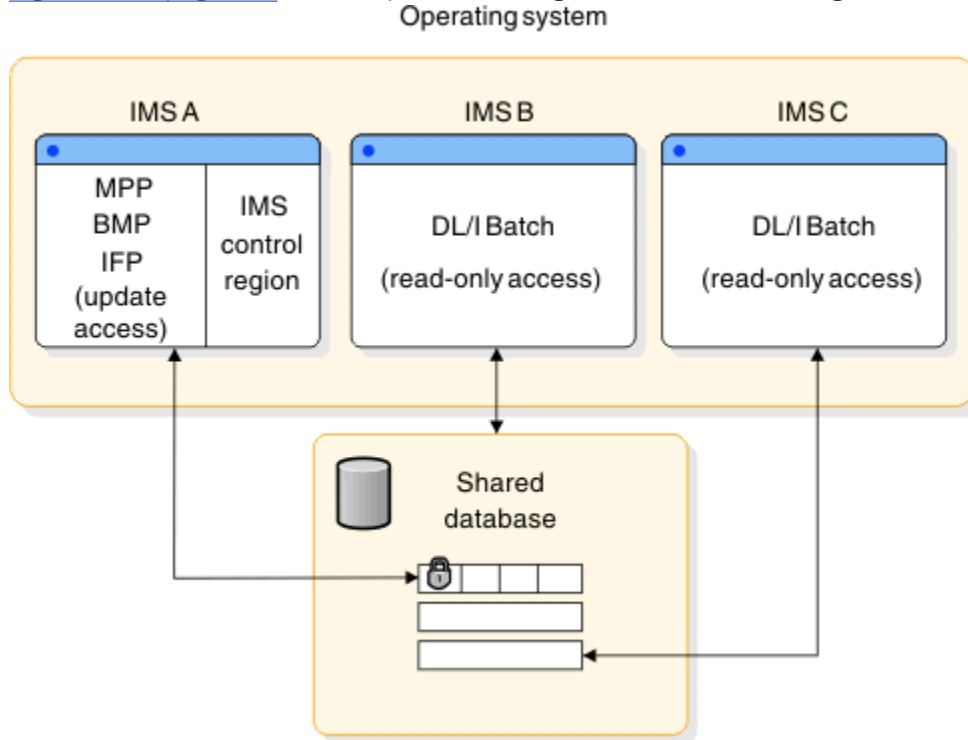 Operating system
IMS A
IMS B
IMS C
MPP
BMP
IFP
(update
access)
IMS
control
region
DL/I Batch
(read-only access)
DL/I Batch
(read-only access)
Shared
database